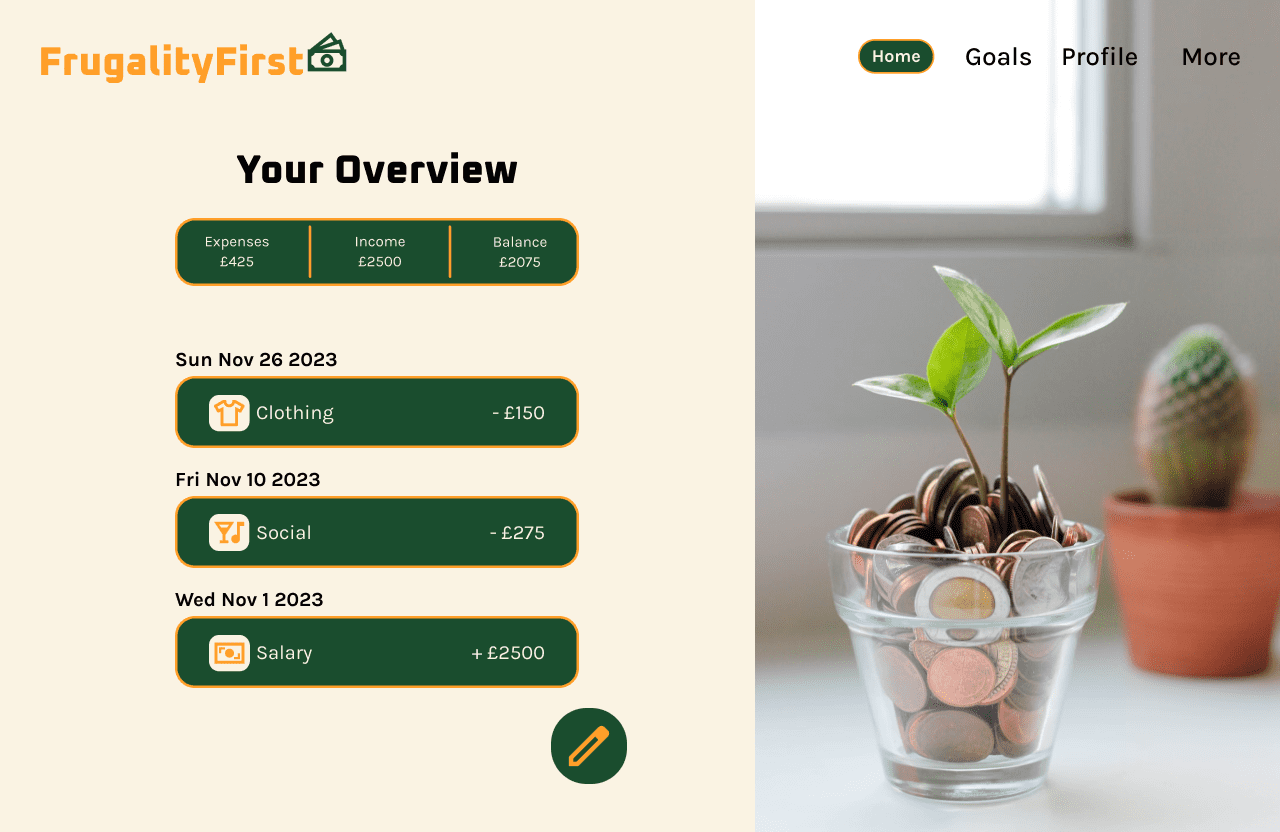 FrugalityFirst
Home Goals Profile More
Your Overview
Expenses Income Balance
£425 £2500 £2075
Sun Nov 26 2023
Clothing - £150
Fri Nov 10 2023
Social - £275
Wed Nov 1 2023
Salary + £2500